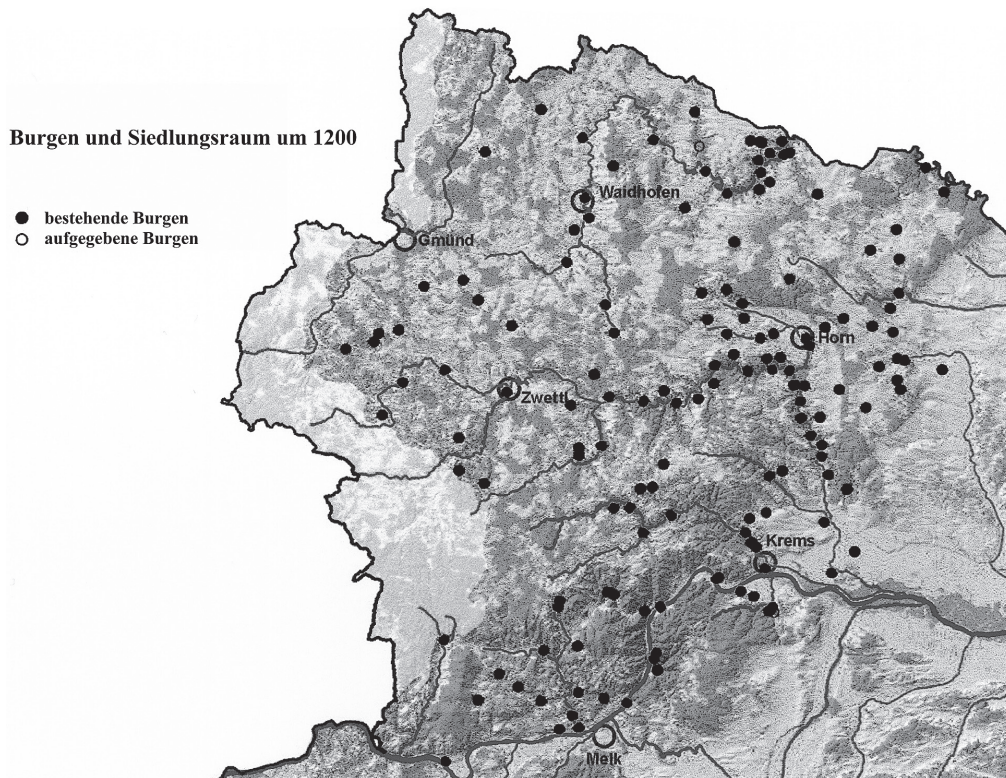 Burgen und Siedlungsraum um 1200
bestehende Burgen
aufgegebene Burgen
Waidhofen
Gmünd
Horn
Zwettl
Krems
Melk